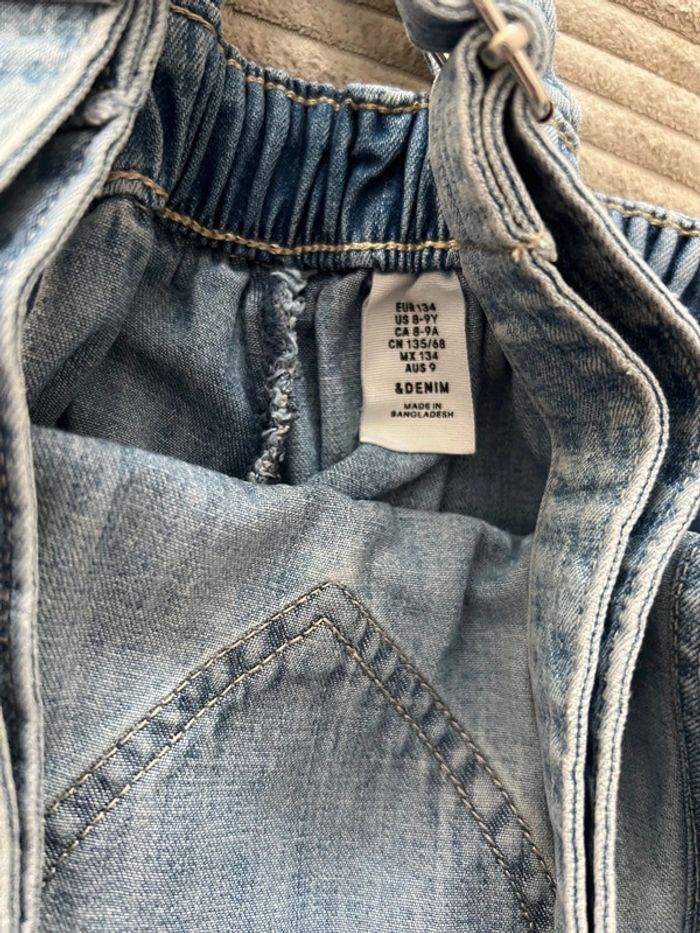 EUR 134
US 8-9Y
CA 8-9A
CN 135/68
MX 134
AUS 9
&DENIM
MADE IN
BANGLADESH